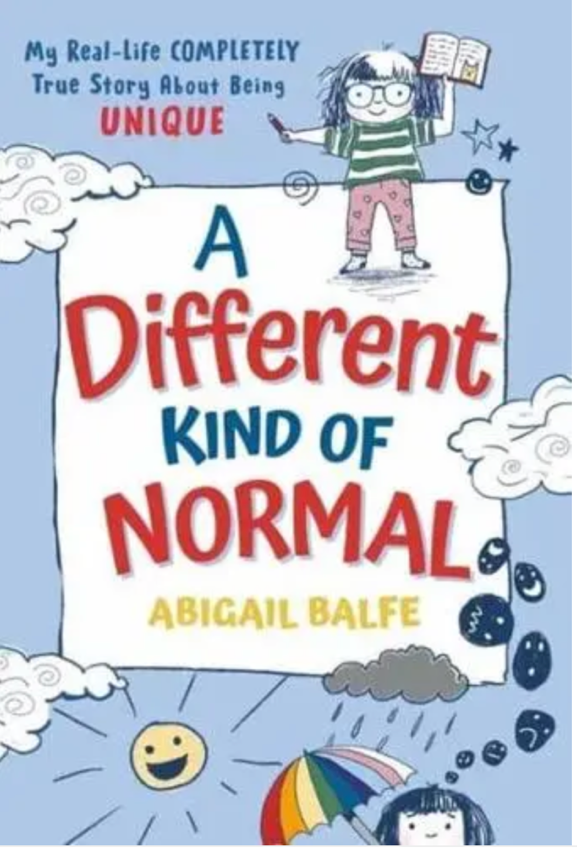 My Real-Life COMPLETELY
True Story About Being
UNIQUE
A
Different
KIND OF
NORMAL
ABIGAIL BALFE